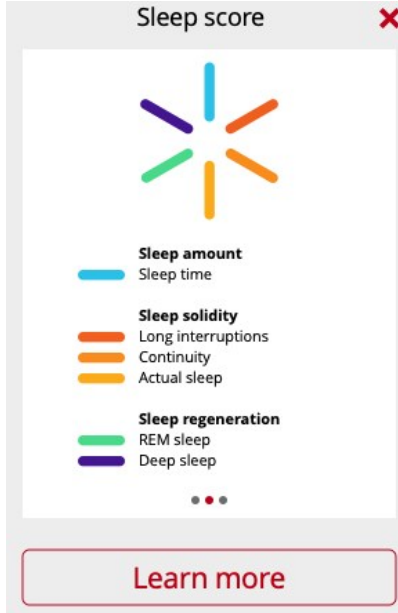 Sleep score
Sleep amount
Sleep time
Sleep solidity
Long interruptions
Continuity
Actual sleep
Sleep regeneration
REM sleep
Deep sleep
Learn more